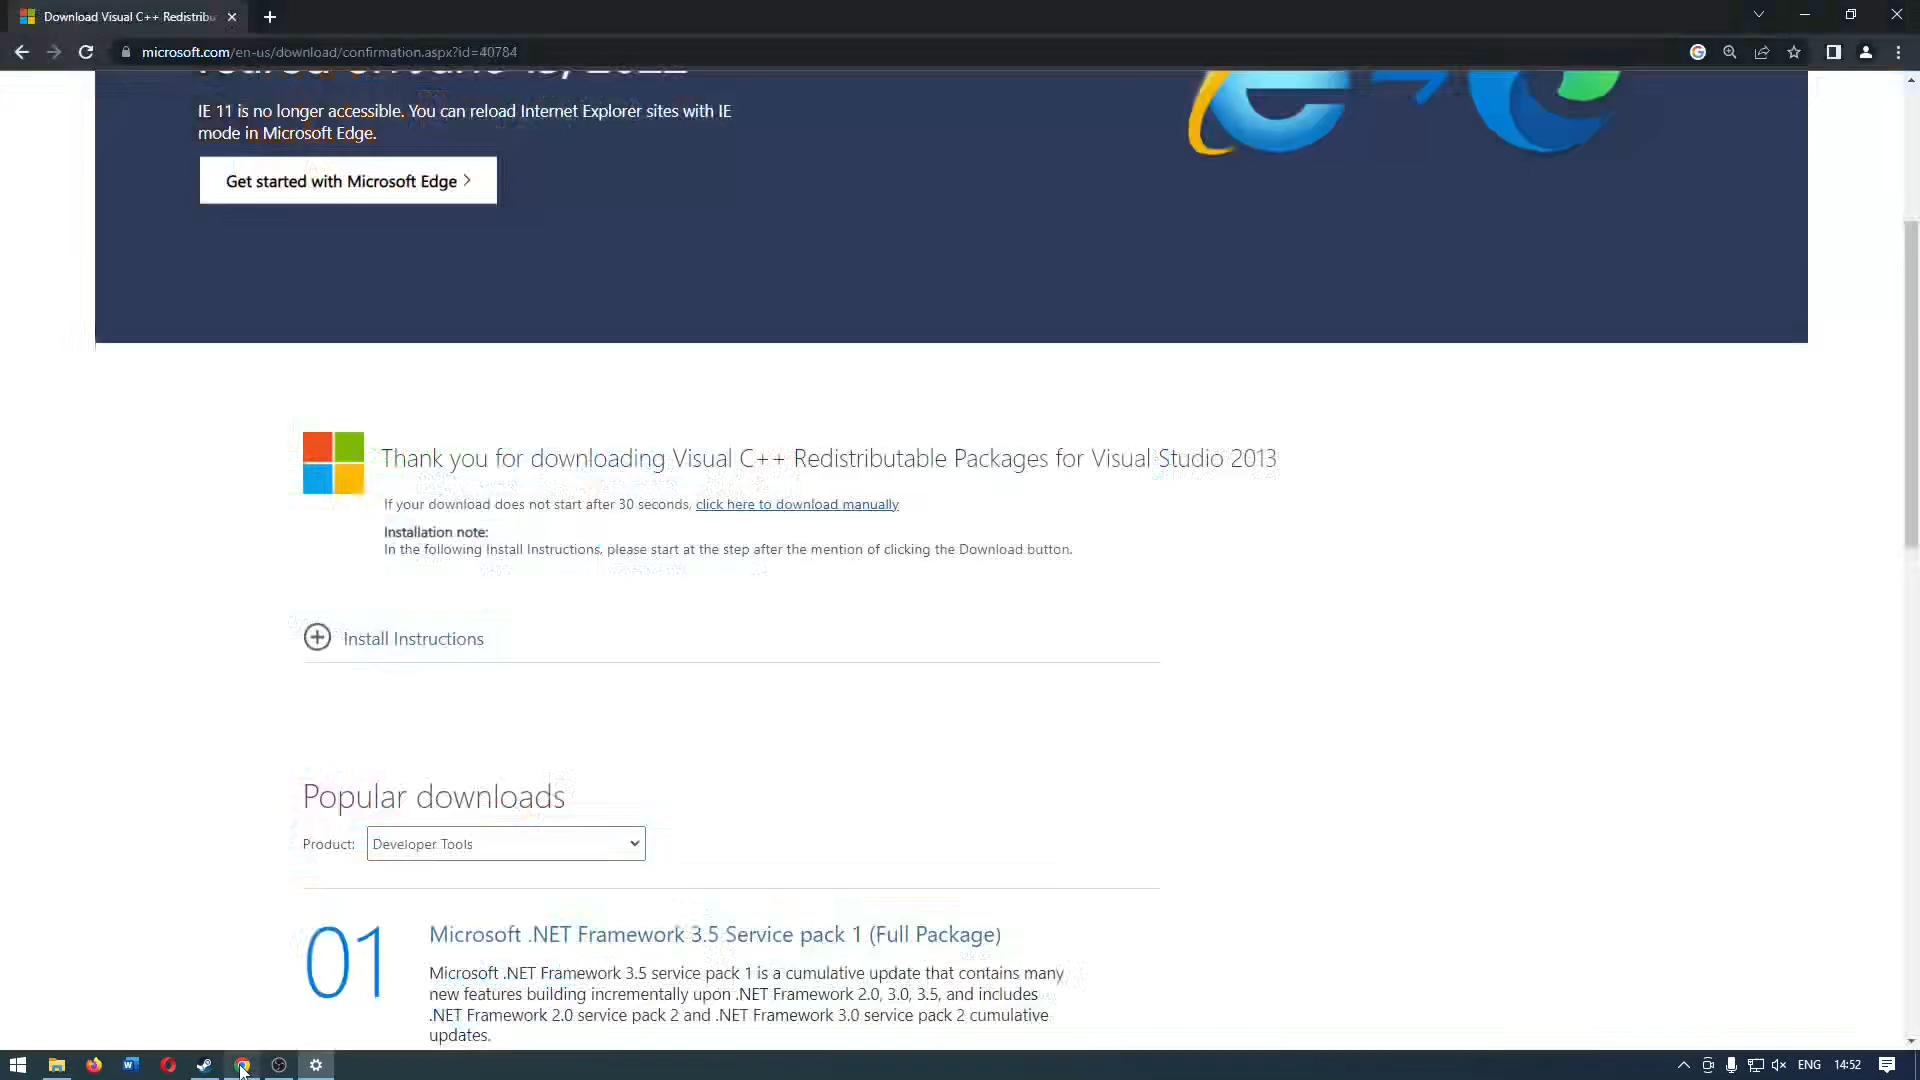 Download Visual C++ Redistribu
microsoft.com/en-us/download/confirmation.aspx?id=40784
IE 11 is no longer accessible. You can reload Internet Explorer sites with IE
mode in Microsoft Edge.
Get started with Microsoft Edge
Thank you for downloading Visual C++ Redistributable Packages for Visual Studio 2013
If your download does not start after 30 seconds, click here to download manually
Installation note:
In the following Install Instructions, please start at the step after the mention of clicking the Download button.
Install Instructions
Popular downloads
Product: Developer Tools
01
Microsoft .NET Framework 3.5 Service pack 1 (Full Package)
Microsoft .NET Framework 3.5 service pack 1 is a cumulative update that contains many
new features building incrementally upon .NET Framework 2.0, 3.0, 3.5, and includes
.NET Framework 2.0 service pack 2 and .NET Framework 3.0 service pack 2 cumulative
updates.
ENG 14:52